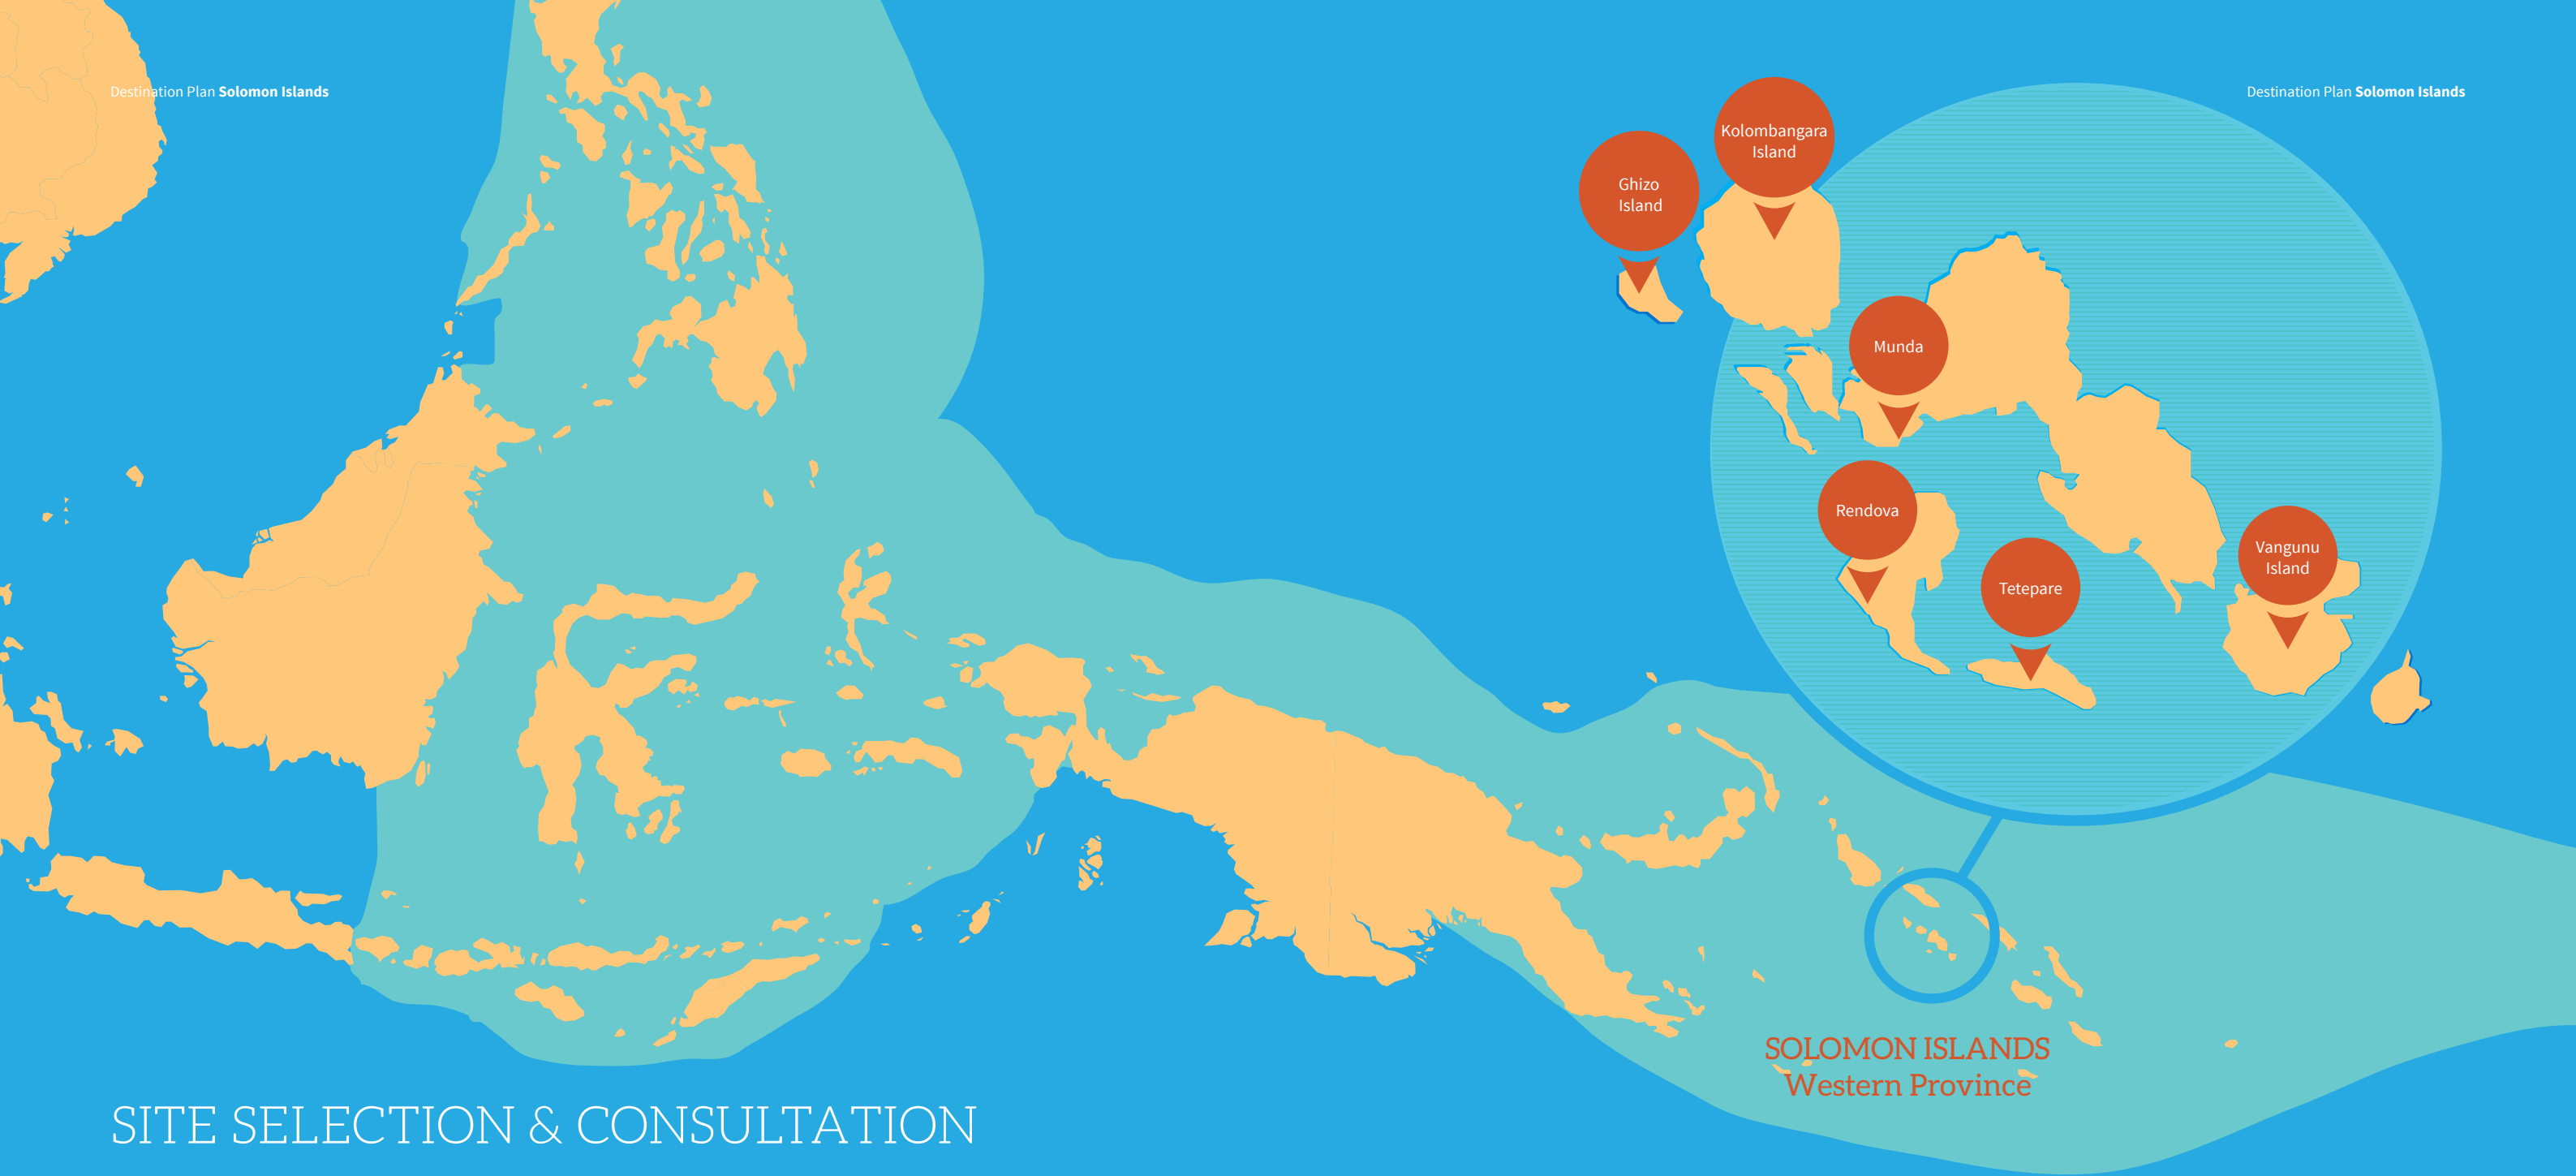 Destination Plan Solomon Islands
Destination Plan Solomon Islands
Kolombangara
Island
Ghizo
Island
Munda
Rendova
Tetepare
Vangunu
Island
SOLOMON ISLANDS
Western Province
SITE SELECTION & CONSULTATION